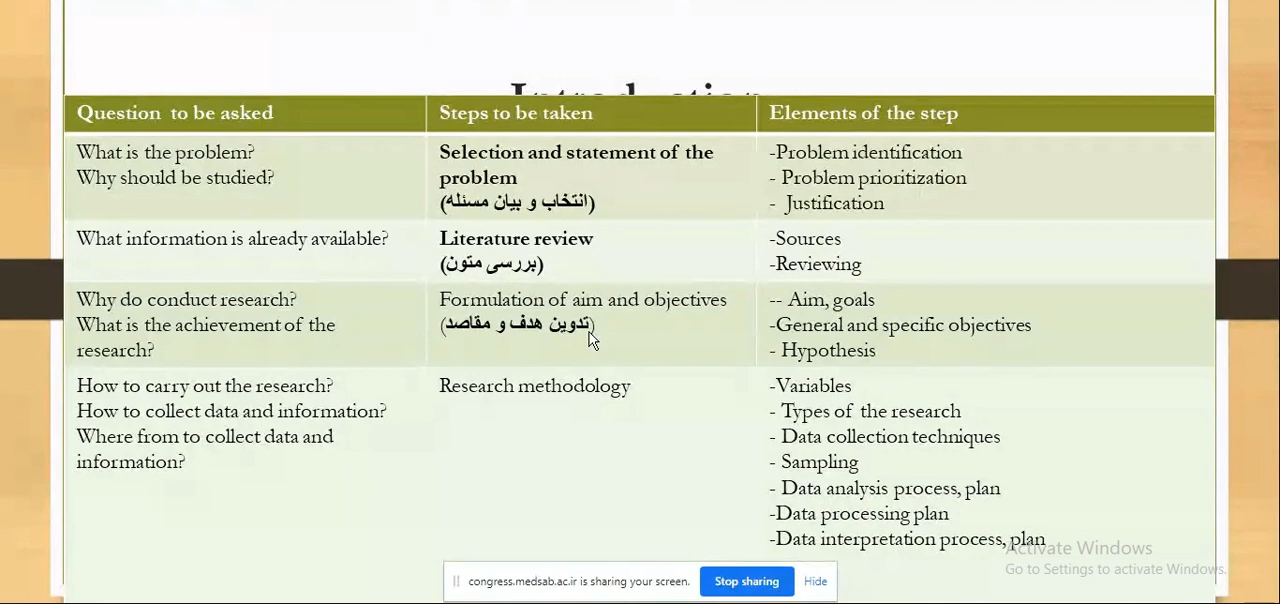 Introduction
Question to be asked
Steps to be taken
Elements of the step
What is the problem?
Why should be studied?
Selection and statement of the
problem
(انتخاب و بیان مسئله)
-Problem identification
- Problem prioritization
- Justification
What information is already available?
Literature review
(بررسی متون)
-Sources
-Reviewing
Why do conduct research?
What is the achievement of the
research?
Formulation of aim and objectives
(تدوین هدف و مقاصد)
-- Aim, goals
-General and specific objectives
- Hypothesis
How to carry out the research?
How to collect data and information?
Where from to collect data and
information?
Research methodology
-Variables
- Types of the research
- Data collection techniques
- Sampling
- Data analysis process, plan
-Data processing plan
-Data interpretation process, plan
Activate Windows
Go to Settings to activate Windows.
congress.medsab.ac.ir is sharing your screen.
Stop sharing
Hide